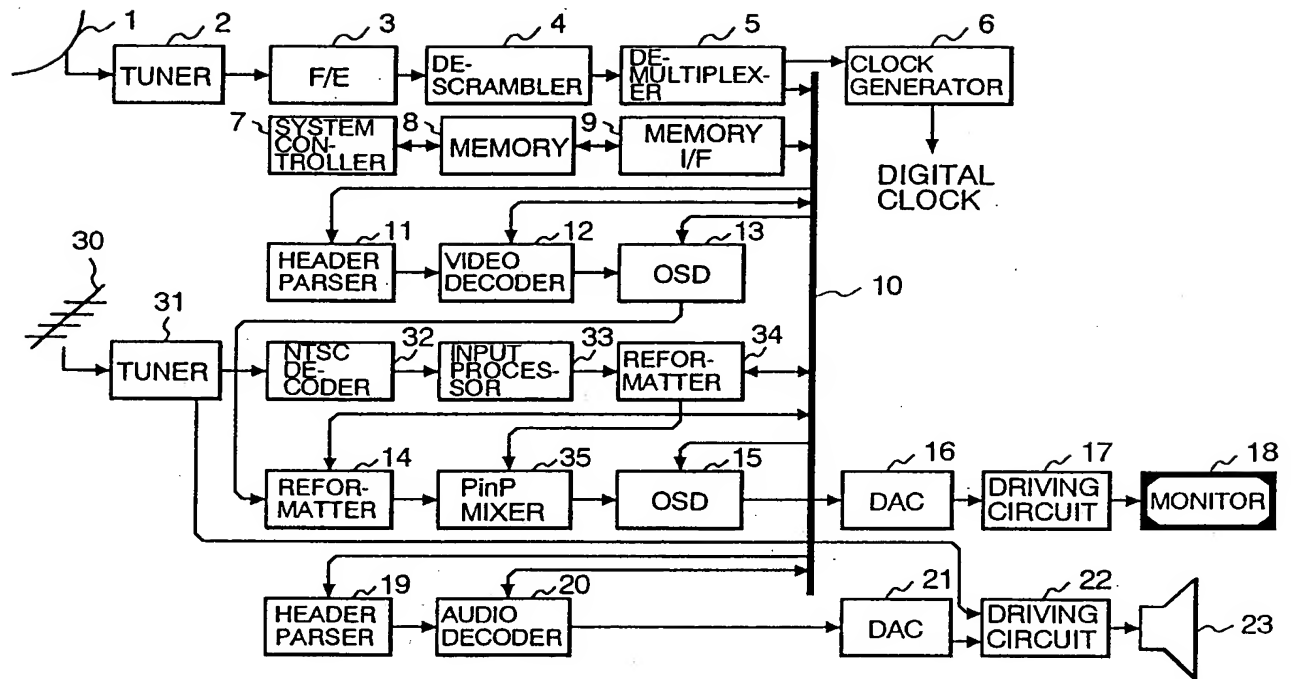 1
2
3
4
5
6
TUNER
F/E
DE-
SCRAMBLER
DE-
MULTIPLEX-
ER
CLOCK
GENERATOR
7
8
9
SYSTEM
CON-
TROLLER
MEMORY
MEMORY
I/F
DIGITAL
CLOCK
11
12
13
HEADER
PARSER
VIDEO
DECODER
OSD
10
30
31
32
33
34
TUNER
NTSC
DE-
CODER
INPUT
PROCES-
SOR
REFOR-
MATTER
14
35
15
16
17
18
REFOR-
MATTER
PinP
MIXER
OSD
DAC
DRIVING
CIRCUIT
MONITOR
19
20
21
22
HEADER
PARSER
AUDIO
DECODER
DAC
DRIVING
CIRCUIT
23